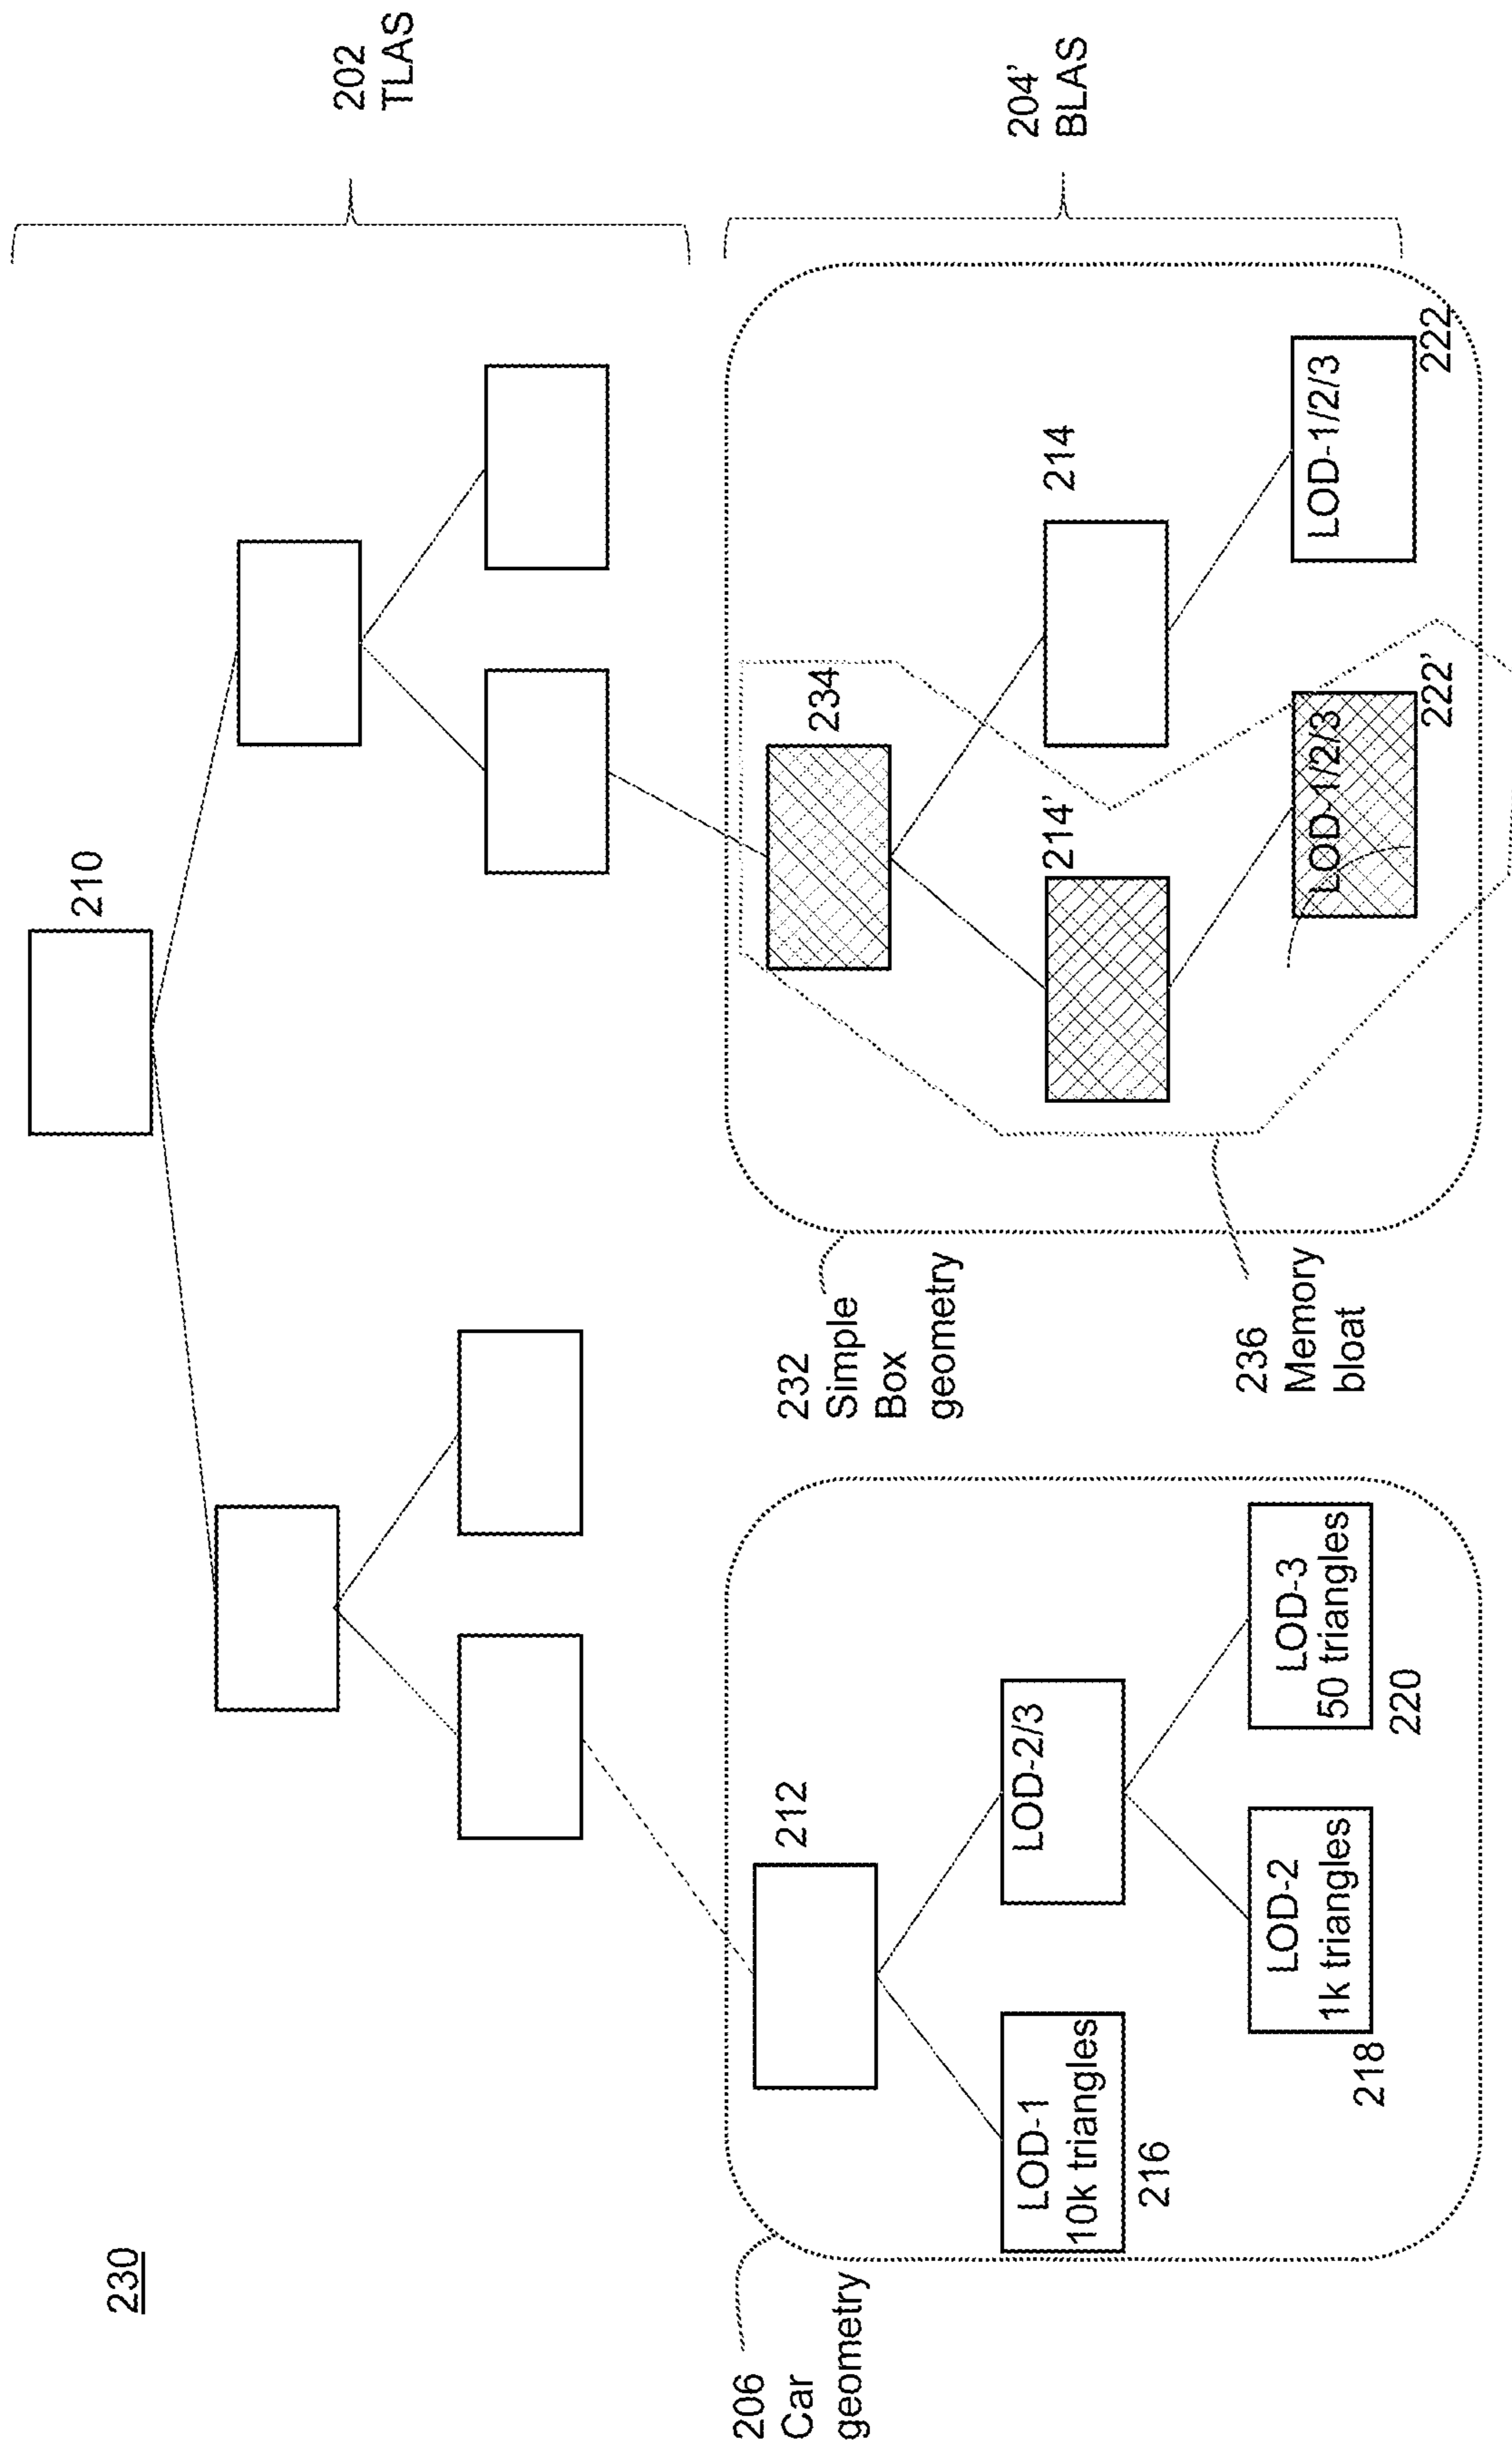 230
210
202
TLAS
206
Car
geometry
212
LOD-1
10k triangles
216
LOD-2/3
LOD-2
1k triangles
218
LOD-3
50 triangles
220
232
Simple
Box
geometry
236
Memory
bloat
234
214'
214
LOD-1/2/3
222'
LOD-1/2/3
222
204'
BLAS